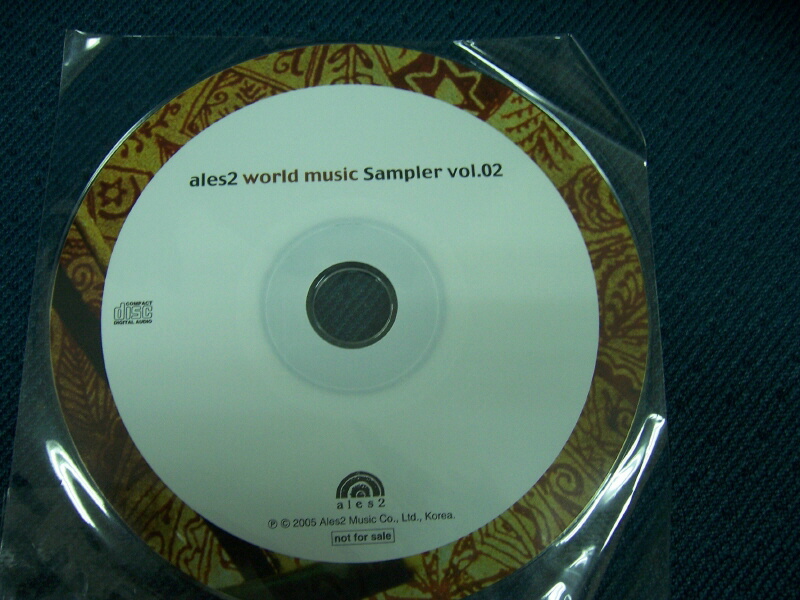 ales2 world music Sampler vol.02
COMPACT
disc
DIGITAL AUDIO
ales2
℗ © 2005 Ales2 Music Co., Ltd., Korea.
not for sale